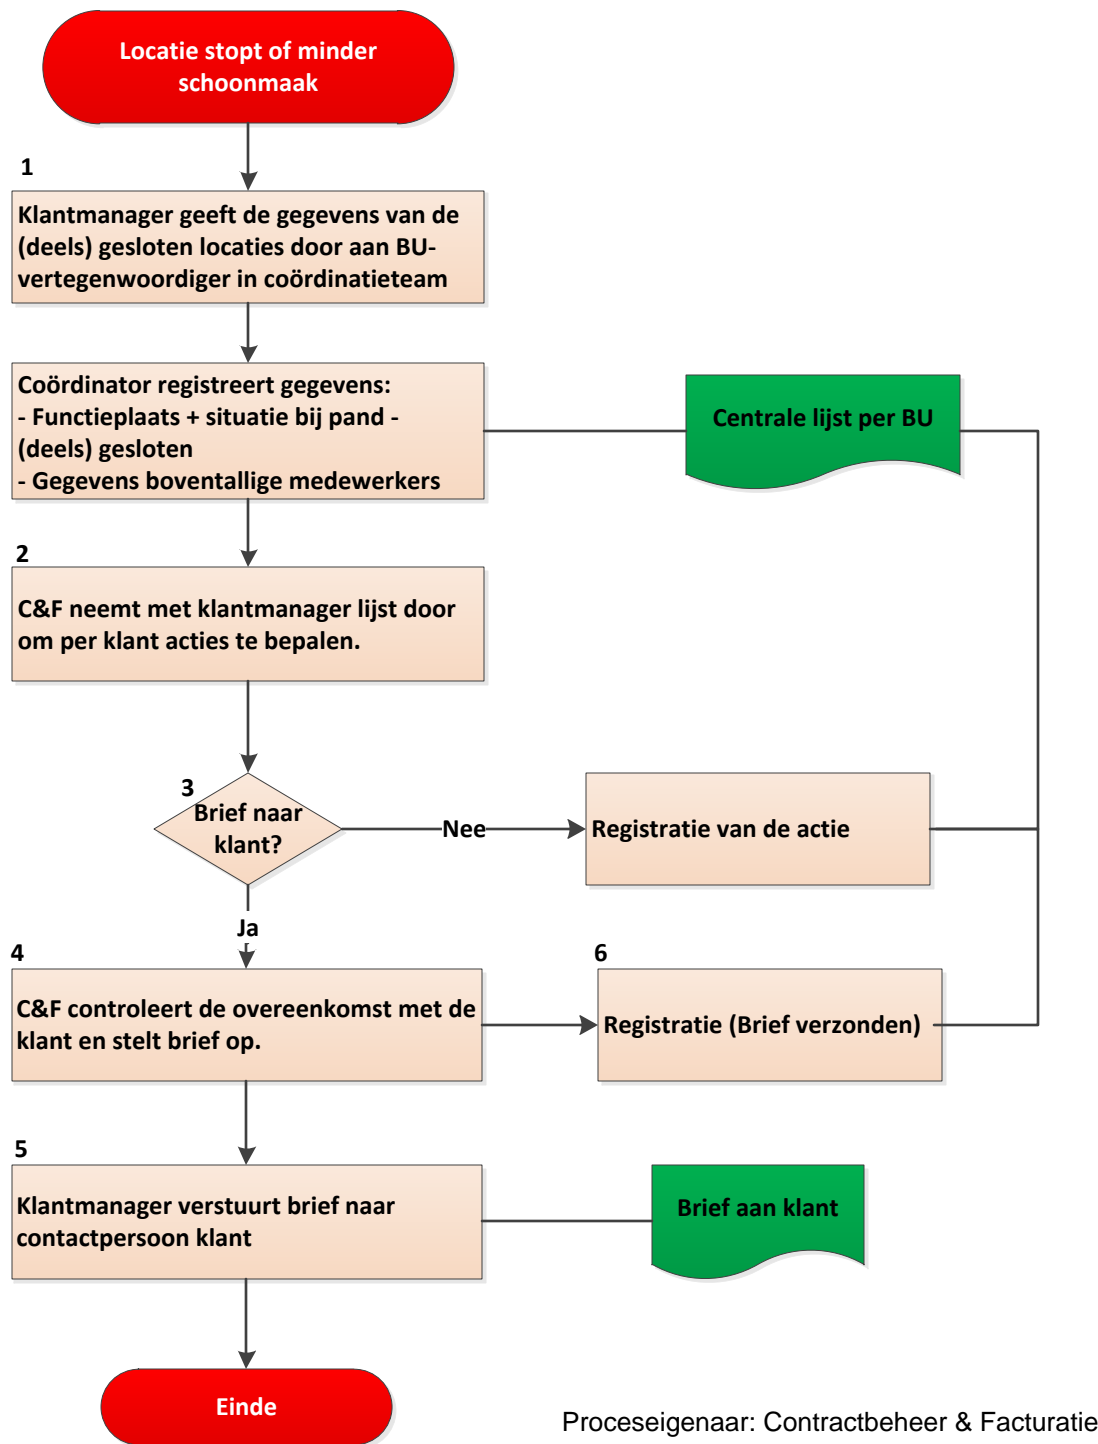 Locatie stopt of minder
schoonmaak
1
Klantmanager geeft de gegevens van de
(deels) gesloten locaties door aan BU-
vertegenwoordiger in coördinatieteam
Coördinator registreert gegevens:
- Functieplaats + situatie bij pand -
(deels) gesloten
- Gegevens boventallige medewerkers
Centrale lijst per BU
2
C&F neemt met klantmanager lijst door
om per klant acties te bepalen.
3
Brief naar
klant?
Nee
Registratie van de actie
Ja
4
C&F controleert de overeenkomst met de
klant en stelt brief op.
6
Registratie (Brief verzonden)
5
Klantmanager verstuurt brief naar
contactpersoon klant
Brief aan klant
Einde
Proceseigenaar: Contractbeheer & Facturatie